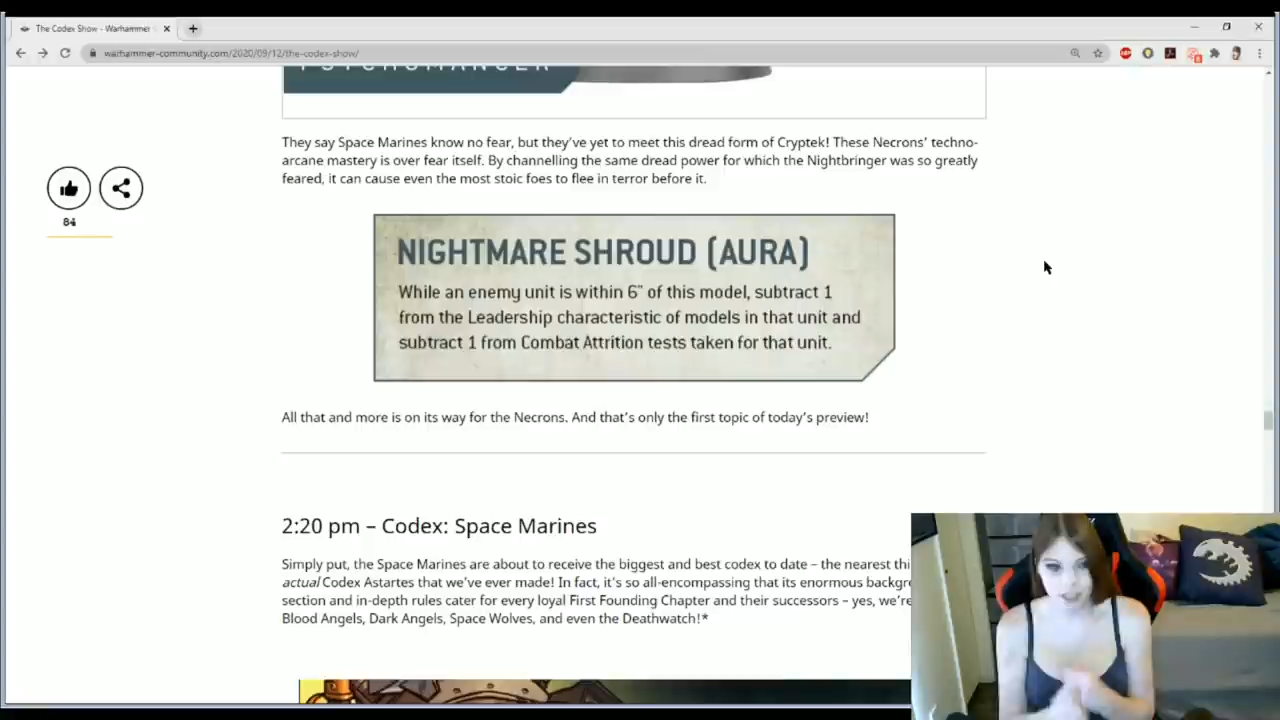 The Codex Show - Warhammer
warhammer-community.com/2020/09/12/the-codex-show/
PSYCHOMANCER
They say Space Marines know no fear, but they've yet to meet this dread form of Cryptek! These Necrons' techno-
arcane mastery is over fear itself. By channelling the same dread power for which the Nightbringer was so greatly
feared, it can cause even the most stoic foes to flee in terror before it.
84
NIGHTMARE SHROUD (AURA)
While an enemy unit is within 6" of this model, subtract 1
from the Leadership characteristic of models in that unit and
subtract 1 from Combat Attrition tests taken for that unit.
All that and more is on its way for the Necrons. And that's only the first topic of today's preview!
2:20 pm – Codex: Space Marines
Simply put, the Space Marines are about to receive the biggest and best codex to date – the nearest thi
actual Codex Astartes that we've ever made! In fact, it's so all-encompassing that its enormous backgr
section and in-depth rules cater for every loyal First Founding Chapter and their successors – yes, we're
Blood Angels, Dark Angels, Space Wolves, and even the Deathwatch!*